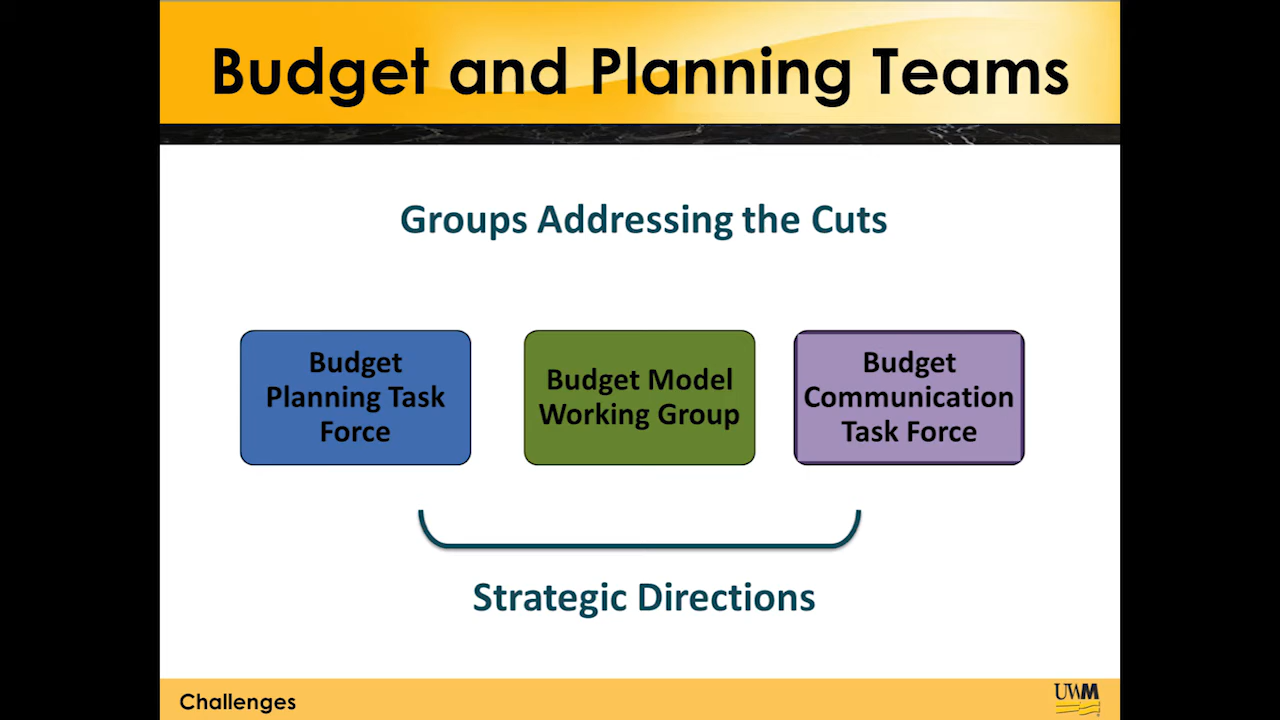 Budget and Planning Teams
Groups Addressing the Cuts
Budget
Planning Task
Force
Budget Model
Working Group
Budget
Communication
Task Force
Strategic Directions
Challenges
UWM